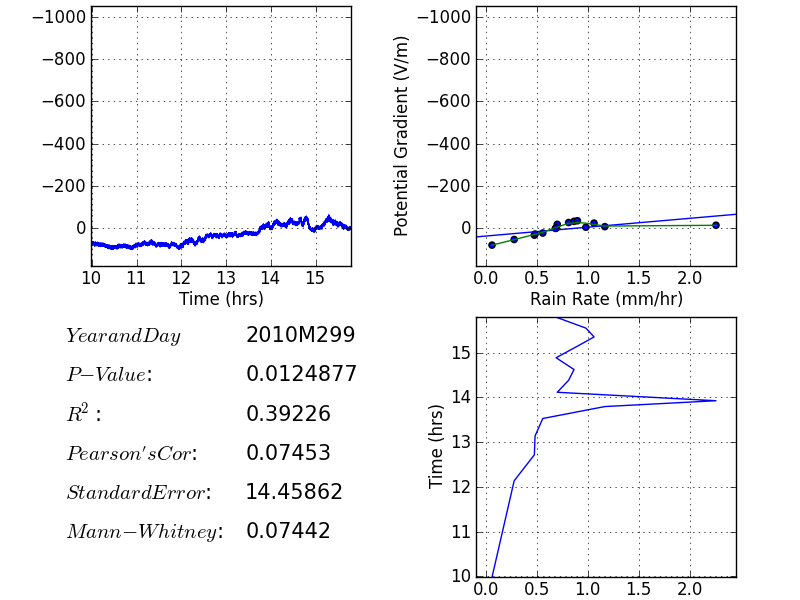 −1000
−800
−600
−400
−200
0
10 11 12 13 14 15
Time (hrs)
Potential Gradient (V/m)
−1000
−800
−600
−400
−200
0
0.0 0.5 1.0 1.5 2.0
Rain Rate (mm/hr)
YearandDay 2010M299
P−Value: 0.0124877
R² : 0.39226
Pearson'sCor: 0.07453
StandardError: 14.45862
Mann−Whitney: 0.07442
Time (hrs)
15
14
13
12
11
10
0.0 0.5 1.0 1.5 2.0